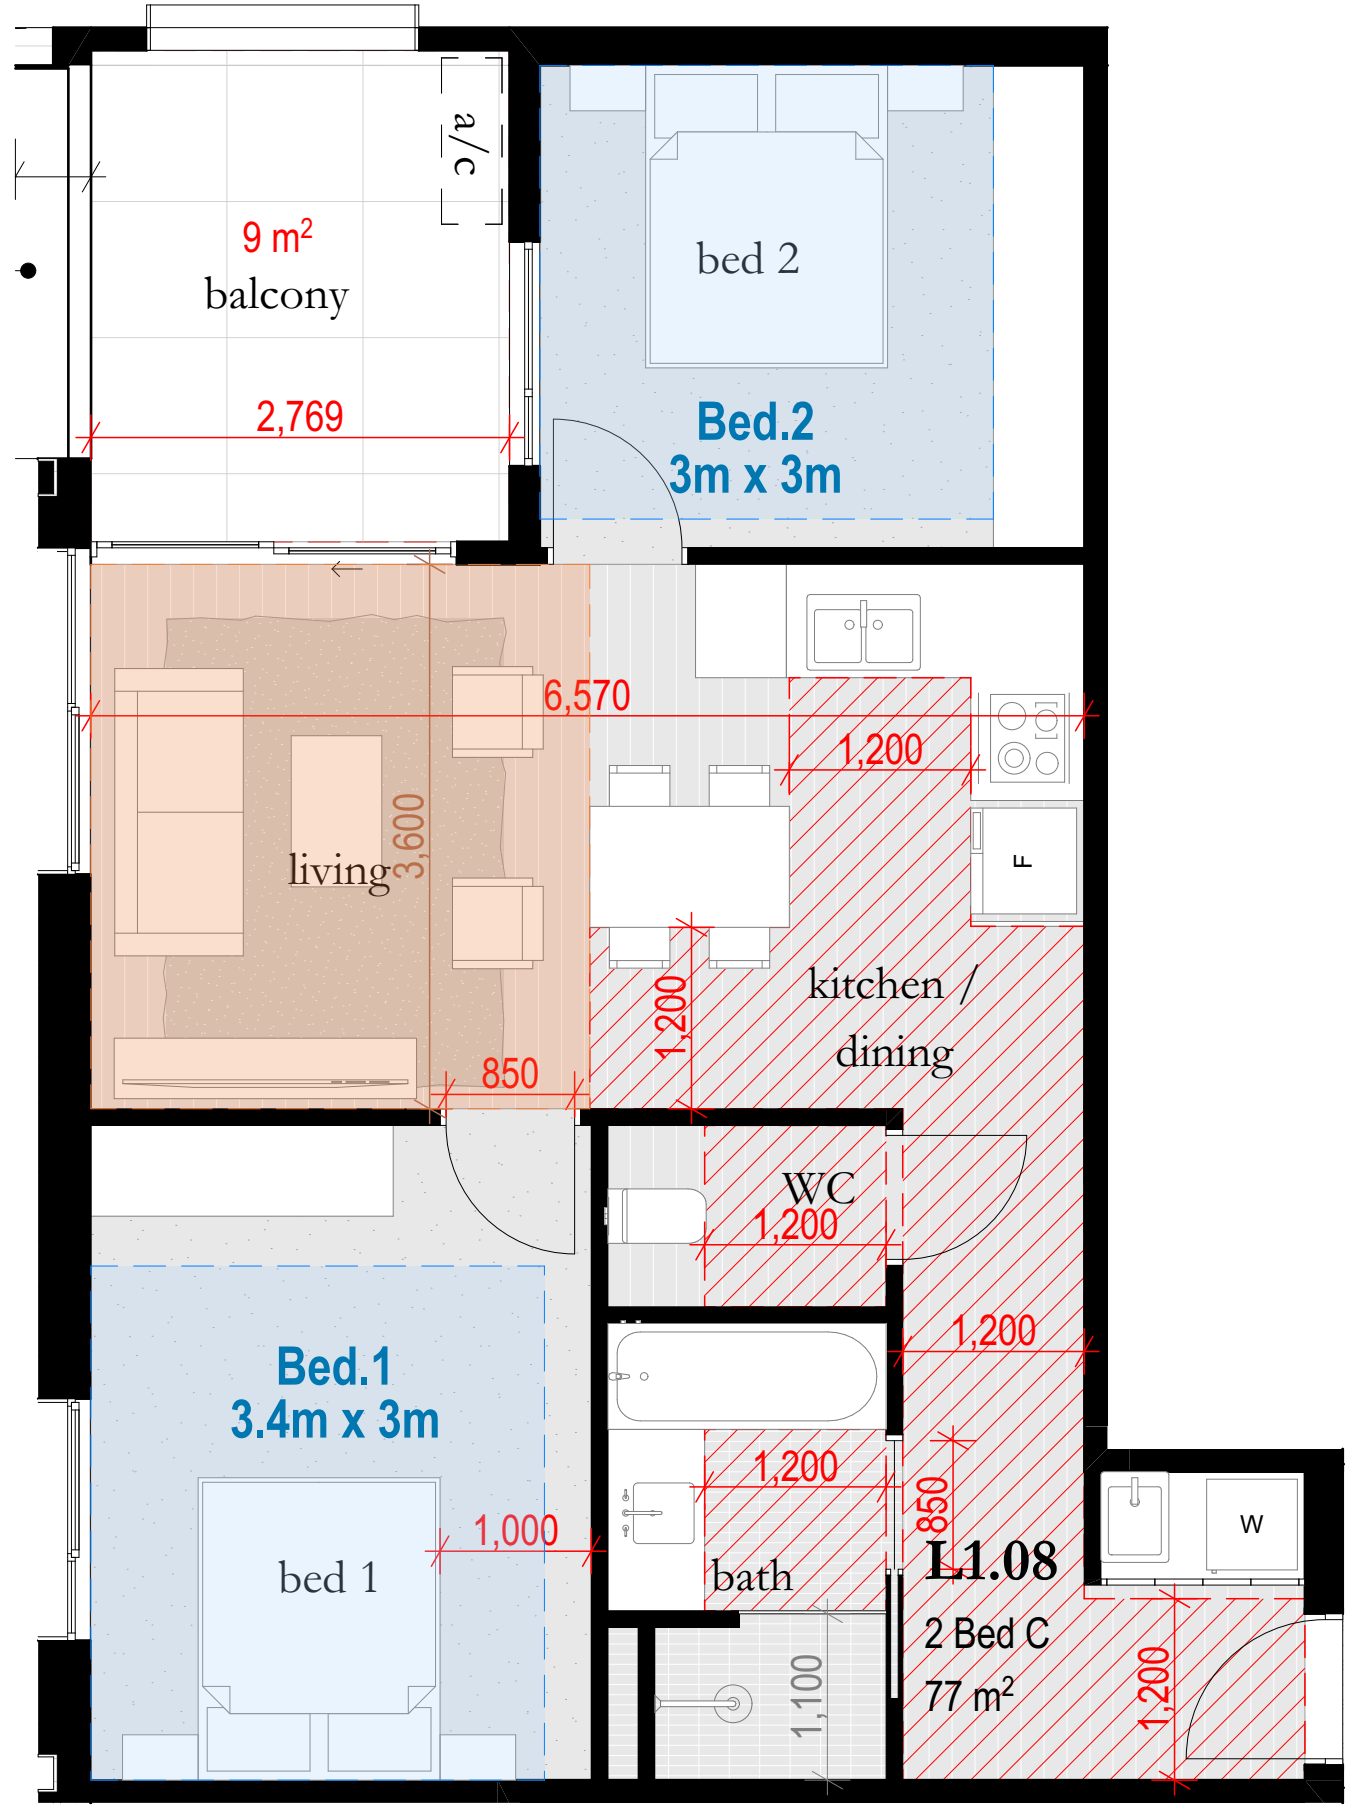 a/c
9 m²
balcony
bed 2
2,769
Bed.2
3m x 3m
6,570
1,200
3,600
living
F
kitchen /
dining
1,200
850
WC
1,200
1,200
Bed.1
3.4m x 3m
1,200
850
1,000
W
bed 1
bath
L1.08
2 Bed C
77 m²
1,100
1,200